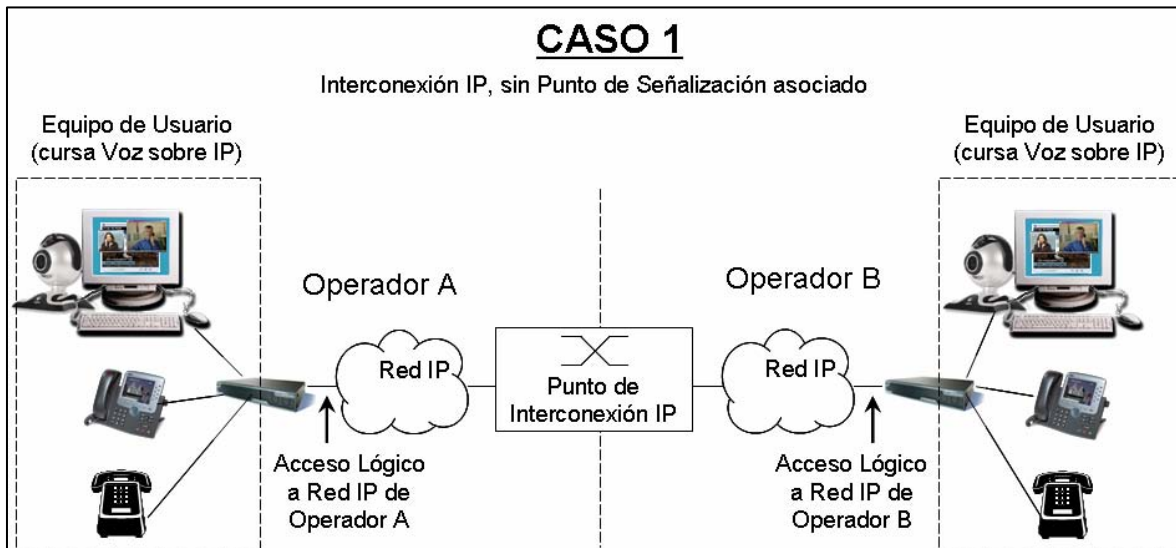 CASO 1
Interconexión IP, sin Punto de Señalización asociado
Equipo de Usuario
(cursa Voz sobre IP)
Equipo de Usuario
(cursa Voz sobre IP)
Operador A
Operador B
Red IP
Punto de
Interconexión IP
Red IP
Acceso Lógico
a Red IP de
Operador A
Acceso Lógico
a Red IP de
Operador B